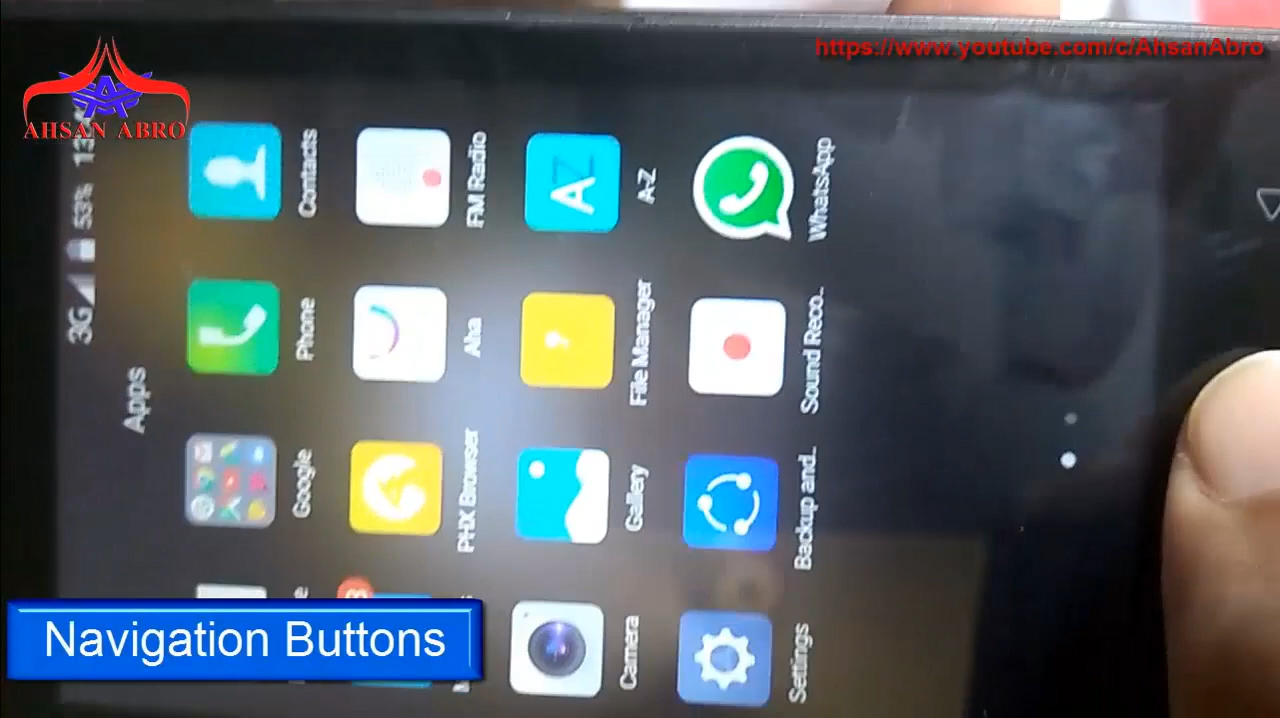 https://www.youtube.com/c/AhsanAbro
AHSAN ABRO
3G 53%
Apps
Google
Phone
Contacts
PHX Browser
Aha
FM Radio
Camera
Gallery
File Manager
A-Z
Settings
Backup and..
Sound Reco..
WhatsApp
Navigation Buttons